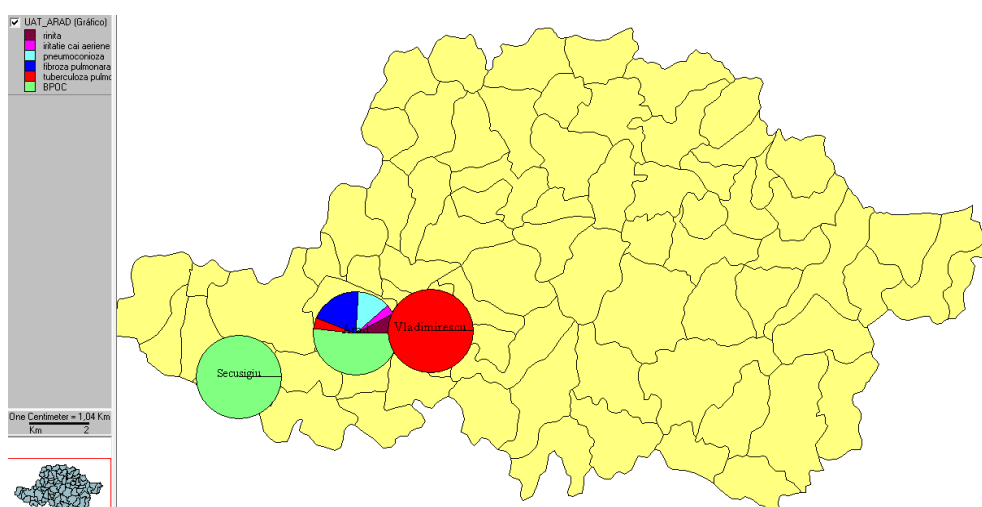 UAT_ARAD (Gráfico)
rinita
iritatie cai aeriene
pneumoconioza
fibroza pulmonara
tuberculoza pulmo
BPOC
Arad
Vladimirescu
Secusigiu
One Centimeter = 1,04 Km
Km 2